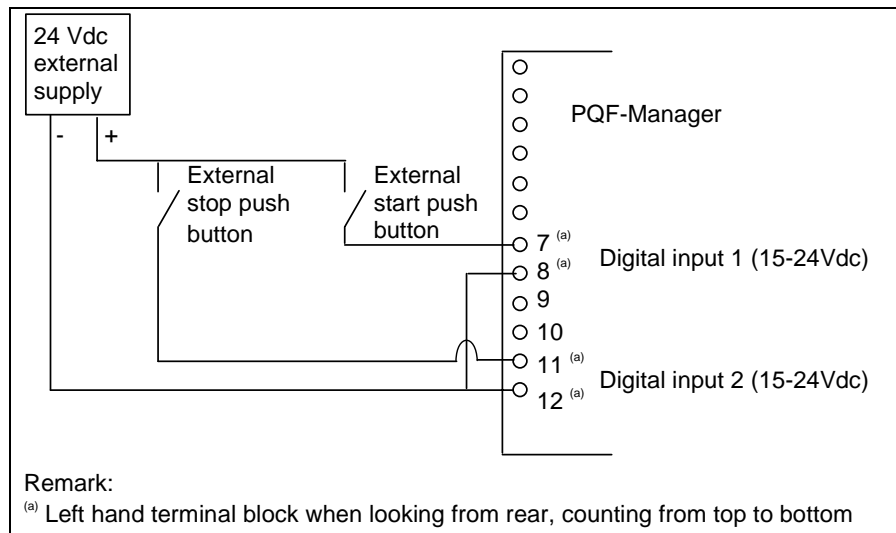 24 Vdc
external
supply
- +
PQF-Manager
External
stop push
button
External
start push
button
7 (a)
8 (a)
Digital input 1 (15-24Vdc)
9
10
11 (a)
12 (a)
Digital input 2 (15-24Vdc)
Remark:
(a) Left hand terminal block when looking from rear, counting from top to bottom